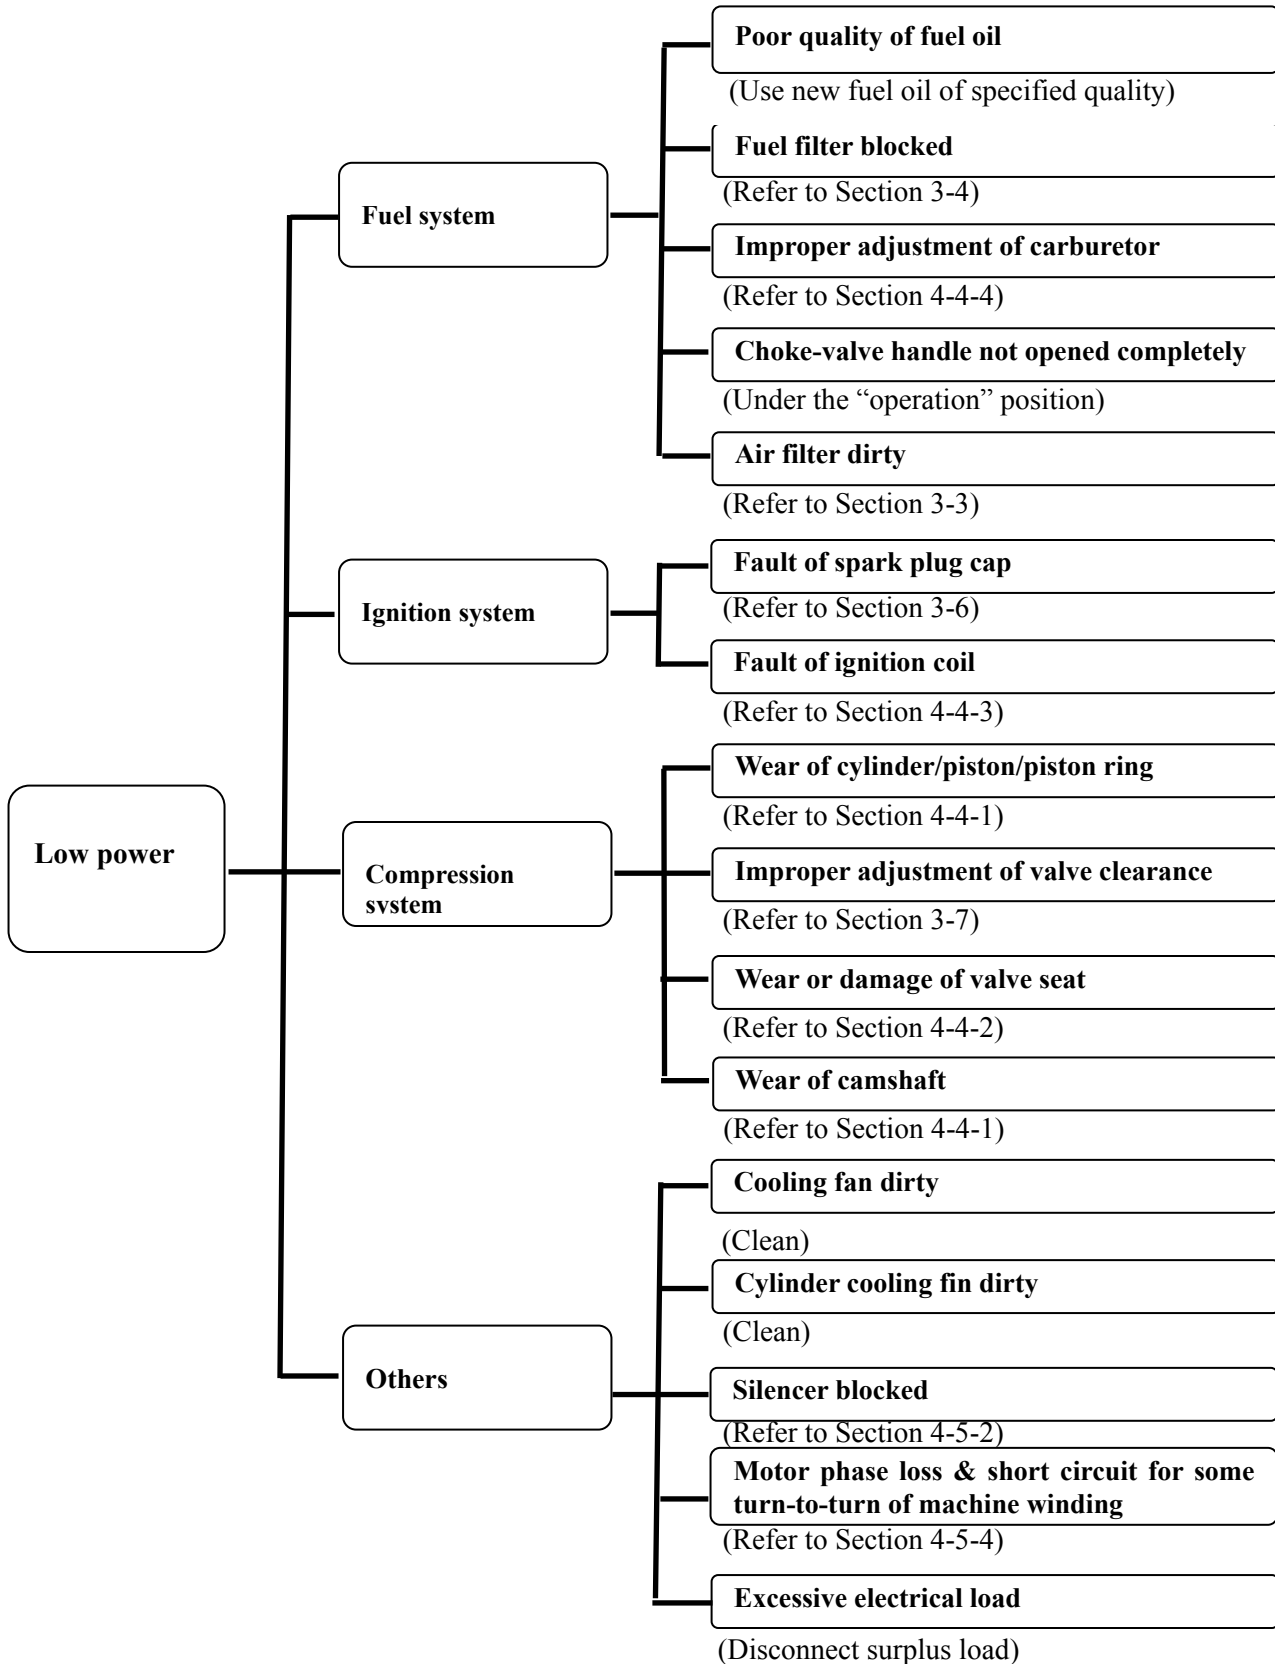 Poor quality of fuel oil
(Use new fuel oil of specified quality)
Fuel filter blocked
(Refer to Section 3-4)
Fuel system
Improper adjustment of carburetor
(Refer to Section 4-4-4)
Choke-valve handle not opened completely
(Under the “operation” position)
Air filter dirty
(Refer to Section 3-3)
Fault of spark plug cap
(Refer to Section 3-6)
Ignition system
Fault of ignition coil
(Refer to Section 4-4-3)
Wear of cylinder/piston/piston ring
(Refer to Section 4-4-1)
Low power
Compression
system
Improper adjustment of valve clearance
(Refer to Section 3-7)
Wear or damage of valve seat
(Refer to Section 4-4-2)
Wear of camshaft
(Refer to Section 4-4-1)
Cooling fan dirty
(Clean)
Cylinder cooling fin dirty
(Clean)
Others
Silencer blocked
(Refer to Section 4-5-2)
Motor phase loss & short circuit for some
turn-to-turn of machine winding
(Refer to Section 4-5-4)
Excessive electrical load
(Disconnect surplus load)